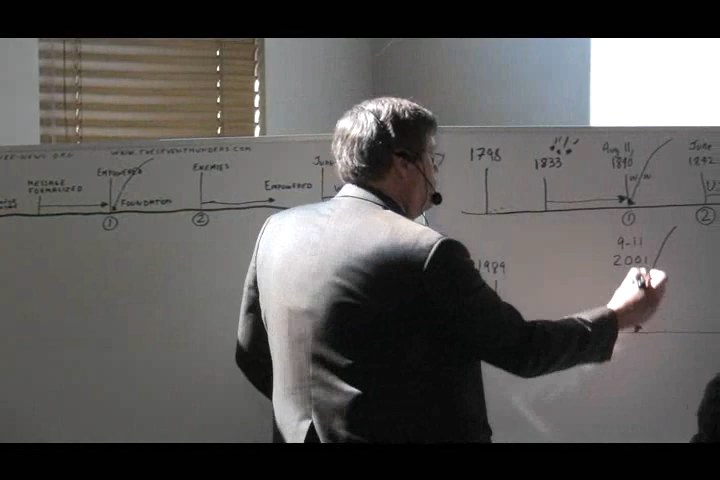 WWW.THESEVENTHUNDERS.COM
MESSAGE
FORMALIZED
EMPOWERED
FOUNDATION
1
ENEMIES
EMPOWERED
2
1798
1833
Aug 11,
1840
W/W
1
June
1842
2
1989
9-11
2001